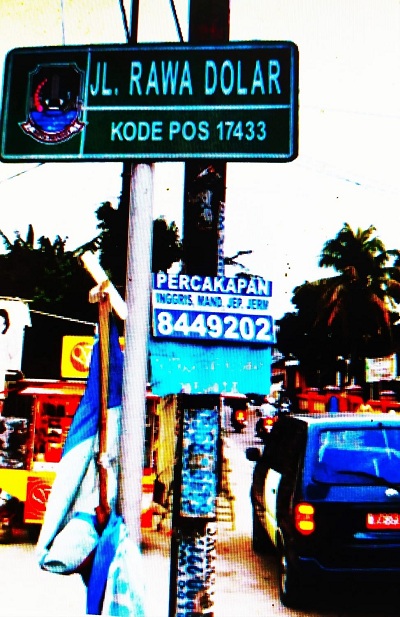 JL. RAWA DOLAR
KODE POS 17433
PERCAKAPAN
INGGRIS. MAND. JEP. JERM
8449202